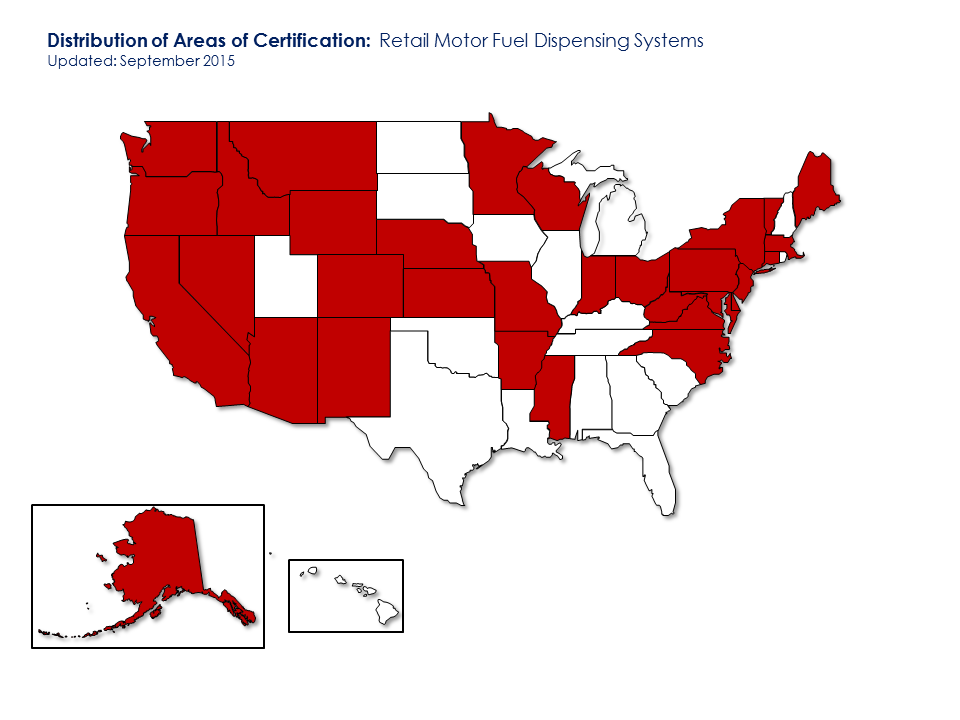 Distribution of Areas of Certification: Retail Motor Fuel Dispensing Systems
Updated: September 2015